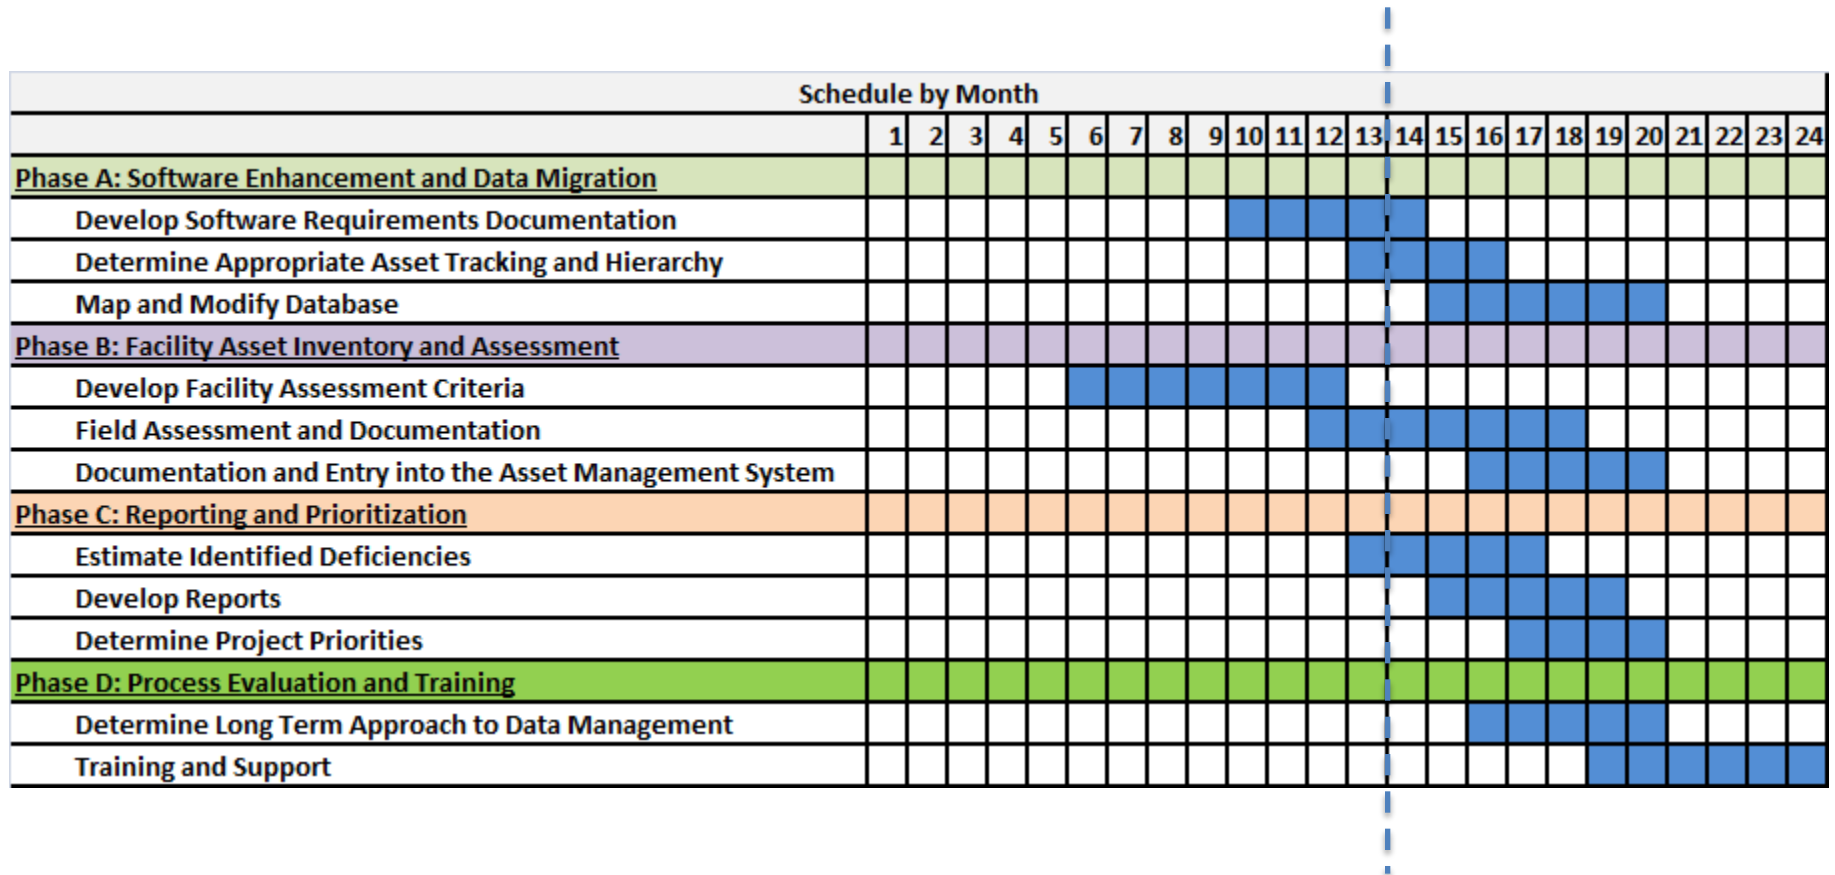 Schedule by Month
1 2 3 4 5 6 7 8 9 10 11 12 13 14 15 16 17 18 19 20 21 22 23 24
Phase A: Software Enhancement and Data Migration
Develop Software Requirements Documentation
Determine Appropriate Asset Tracking and Hierarchy
Map and Modify Database
Phase B: Facility Asset Inventory and Assessment
Develop Facility Assessment Criteria
Field Assessment and Documentation
Documentation and Entry into the Asset Management System
Phase C: Reporting and Prioritization
Estimate Identified Deficiencies
Develop Reports
Determine Project Priorities
Phase D: Process Evaluation and Training
Determine Long Term Approach to Data Management
Training and Support